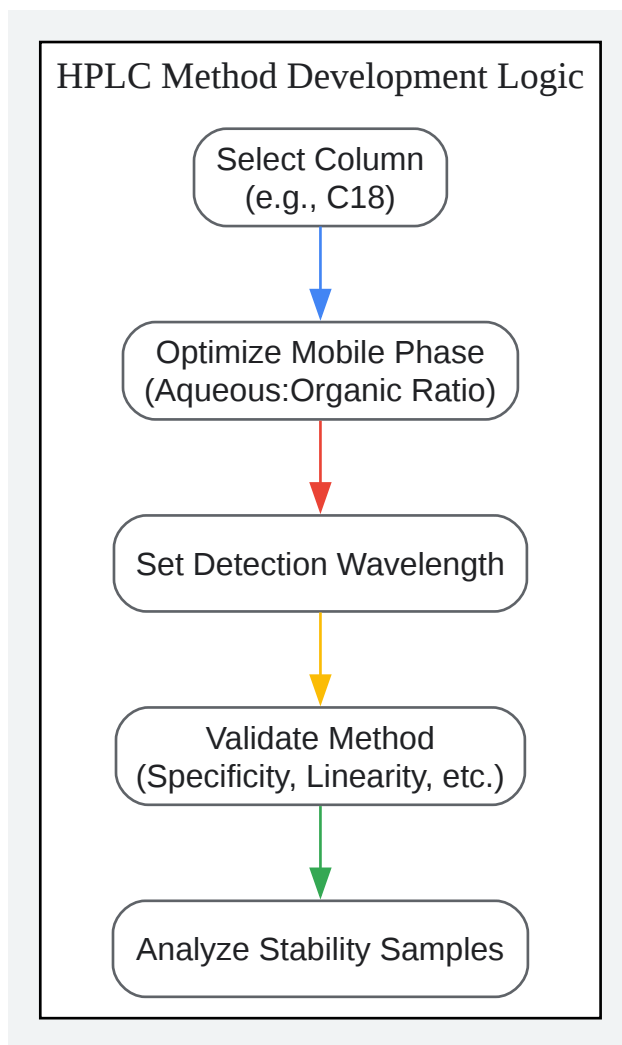 HPLC Method Development Logic
Select Column
(e.g., C18)
Optimize Mobile Phase
(Aqueous:Organic Ratio)
Set Detection Wavelength
Validate Method
(Specificity, Linearity, etc.)
Analyze Stability Samples